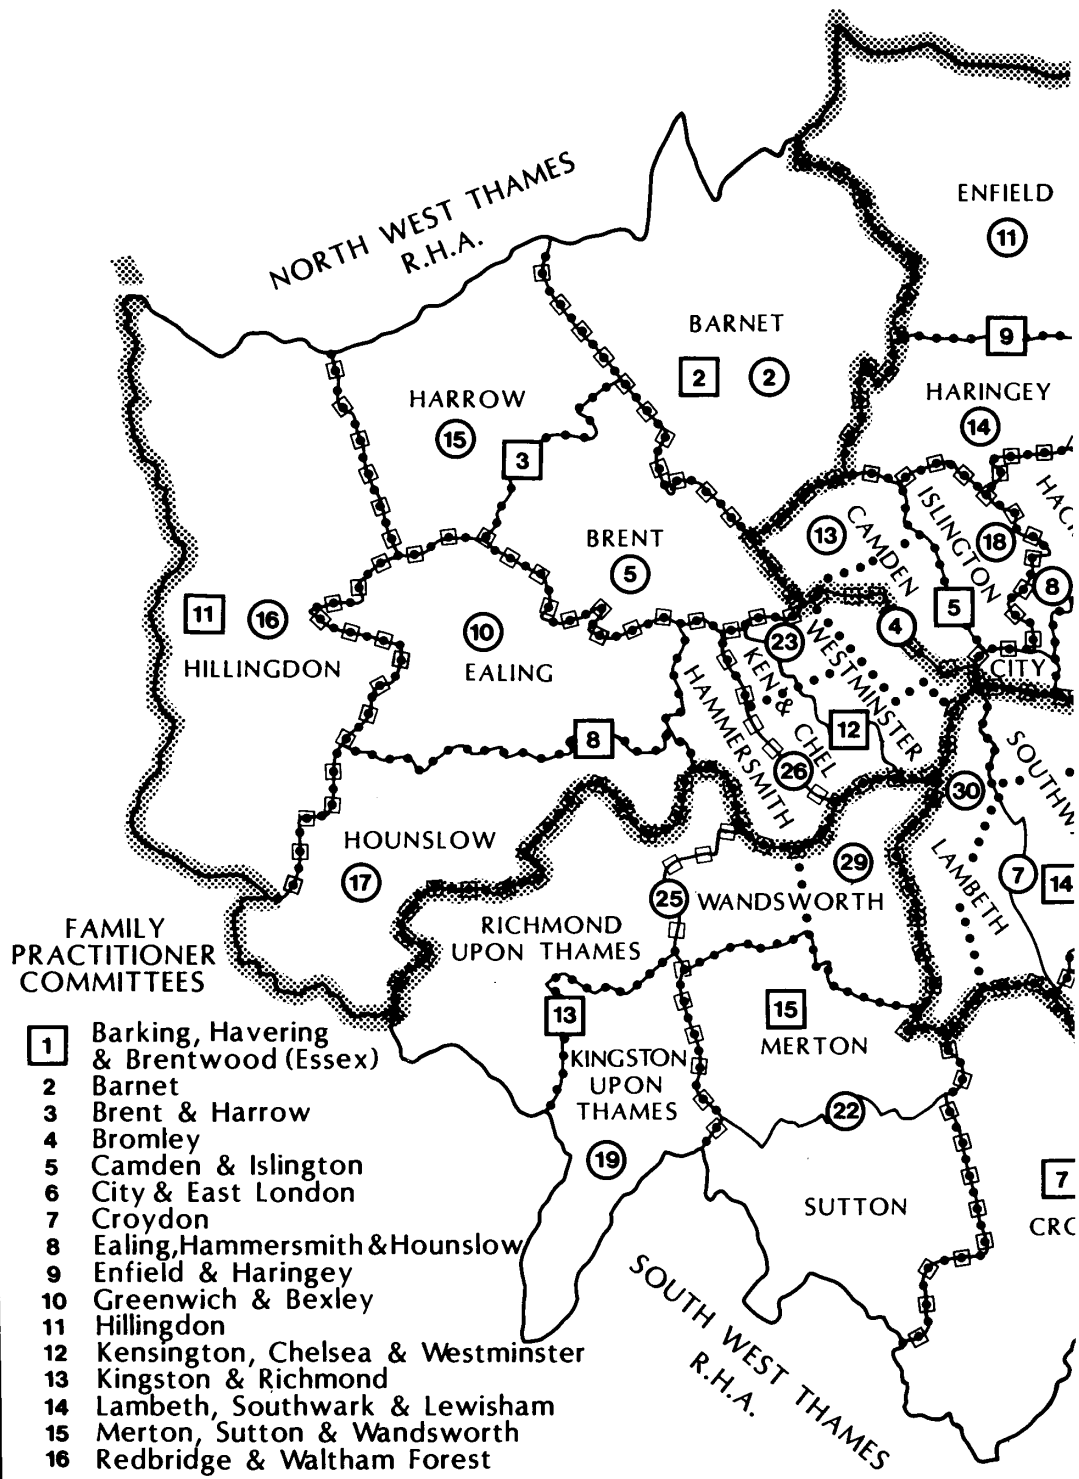 NORTH WEST THAMES
R.H.A.
ENFIELD
11
BARNET
2
2
9
HARROW
15
HARINGEY
14
3
BRENT
5
13
CAMDEN
ISLINGTON
18
HAC
8
11
16
HILLINGDON
10
EALING
23
KEN & CHEL
WESTMINSTER
4
5
CITY
HAMMERSMITH
8
12
26
30
SOUTHW
HOUNSLOW
17
29
LAMBETH
7
14
25
WANDSWORTH
RICHMOND
UPON THAMES
13
15
MERTON
KINGSTON
UPON
THAMES
22
19
SUTTON
7
CRO
SOUTH WEST THAMES
R.H.A.
FAMILY
PRACTITIONER
COMMITTEES
1 Barking, Havering
& Brentwood (Essex)
2 Barnet
3 Brent & Harrow
4 Bromley
5 Camden & Islington
6 City & East London
7 Croydon
8 Ealing, Hammersmith & Hounslow
9 Enfield & Haringey
10 Greenwich & Bexley
11 Hillingdon
12 Kensington, Chelsea & Westminster
13 Kingston & Richmond
14 Lambeth, Southwark & Lewisham
15 Merton, Sutton & Wandsworth
16 Redbridge & Waltham Forest